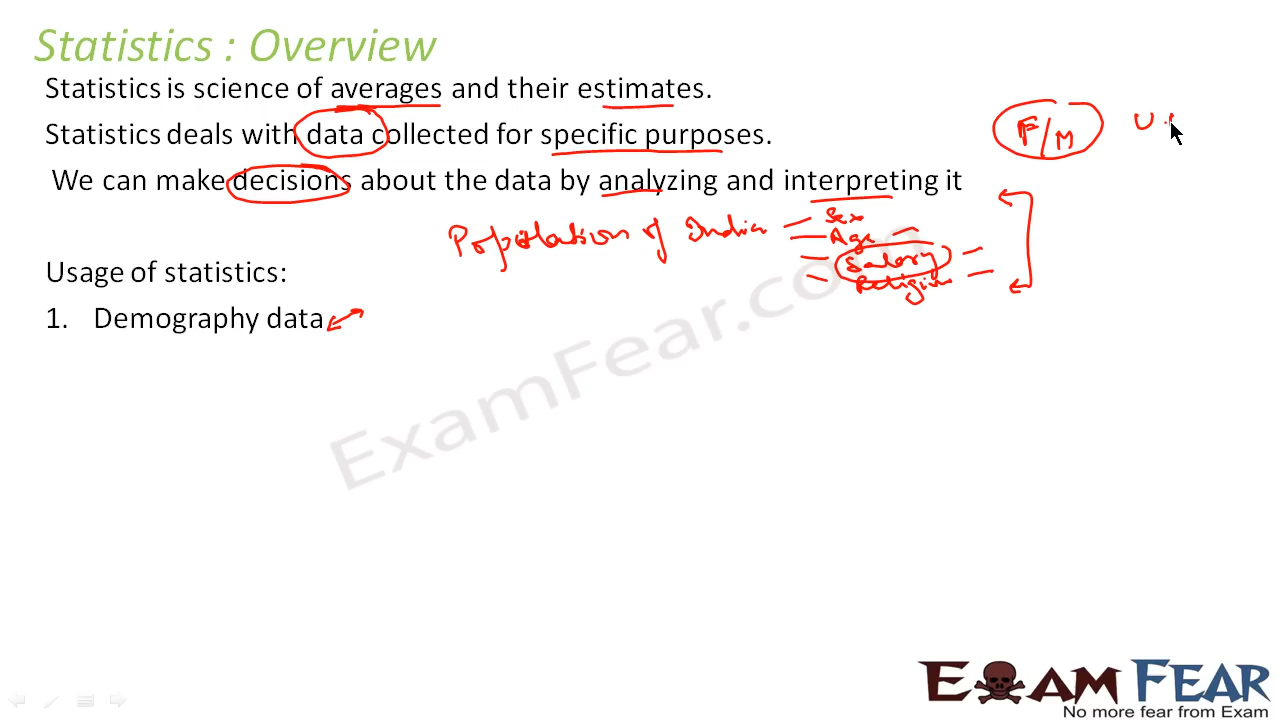 Statistics : Overview
Statistics is science of averages and their estimates.
Statistics deals with data collected for specific purposes.
F/M U
We can make decisions about the data by analyzing and interpreting it
Population of India – Sex
– Age –
– Salary –
– Religion –
Usage of statistics:
1. Demography data
ExamFear.com
EXAM FEAR
No more fear from Exam